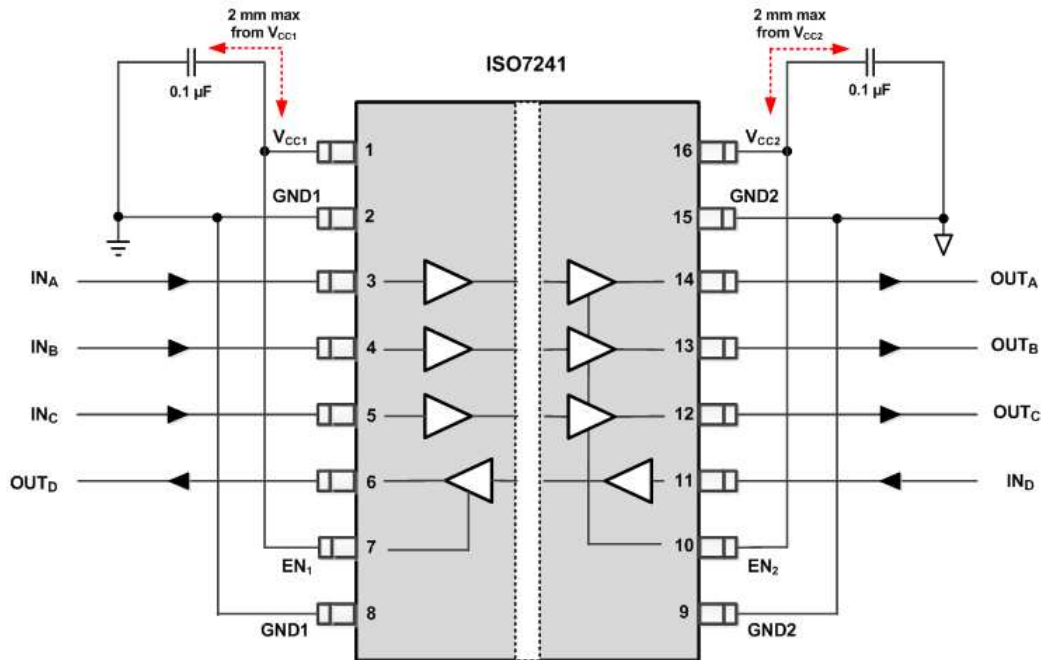 2 mm max
from VCC1
2 mm max
from VCC2
0.1 µF
ISO7241
0.1 µF
VCC1
1
16
VCC2
GND1
2
15
GND2
INA
3
14
OUTA
INB
4
13
OUTB
INC
5
12
OUTC
OUTD
6
11
IND
7
10
EN1
EN2
8
9
GND1
GND2